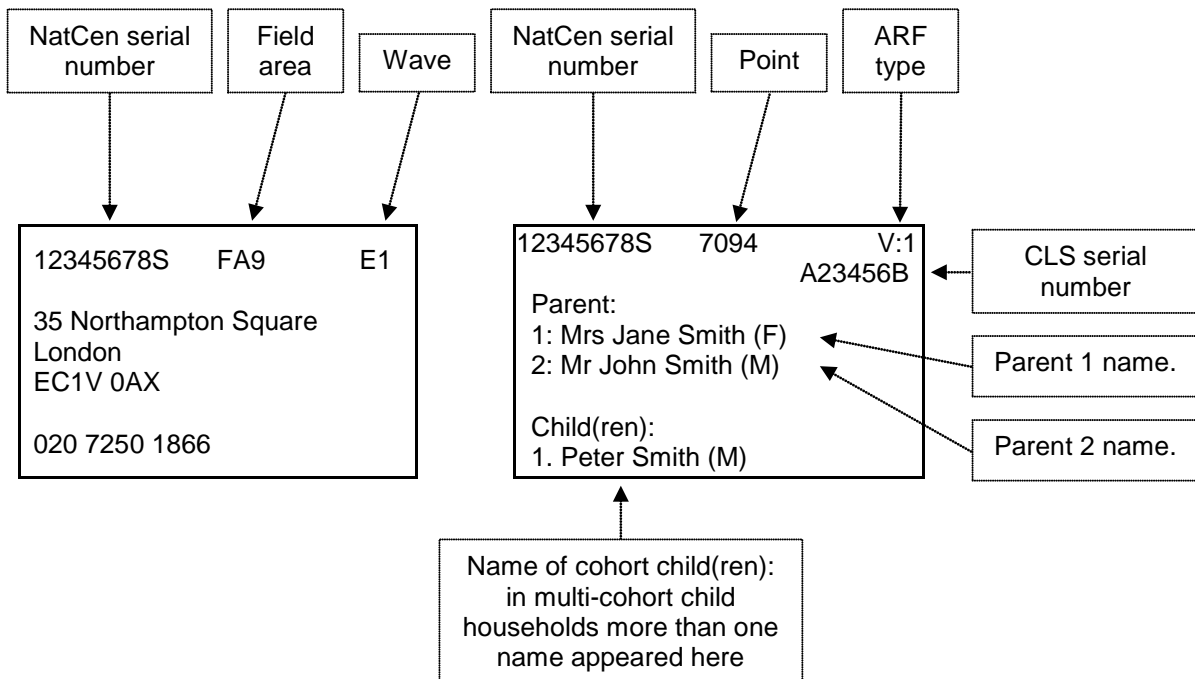 NatCen serial
number
Field
area
Wave
NatCen serial
number
Point
ARF
type
12345678S FA9 E1
35 Northampton Square
London
EC1V 0AX
020 7250 1866
12345678S 7094 V:1
A23456B
Parent:
1: Mrs Jane Smith (F)
2: Mr John Smith (M)
Child(ren):
1. Peter Smith (M)
CLS serial
number
Parent 1 name.
Parent 2 name.
Name of cohort child(ren):
in multi-cohort child
households more than one
name appeared here